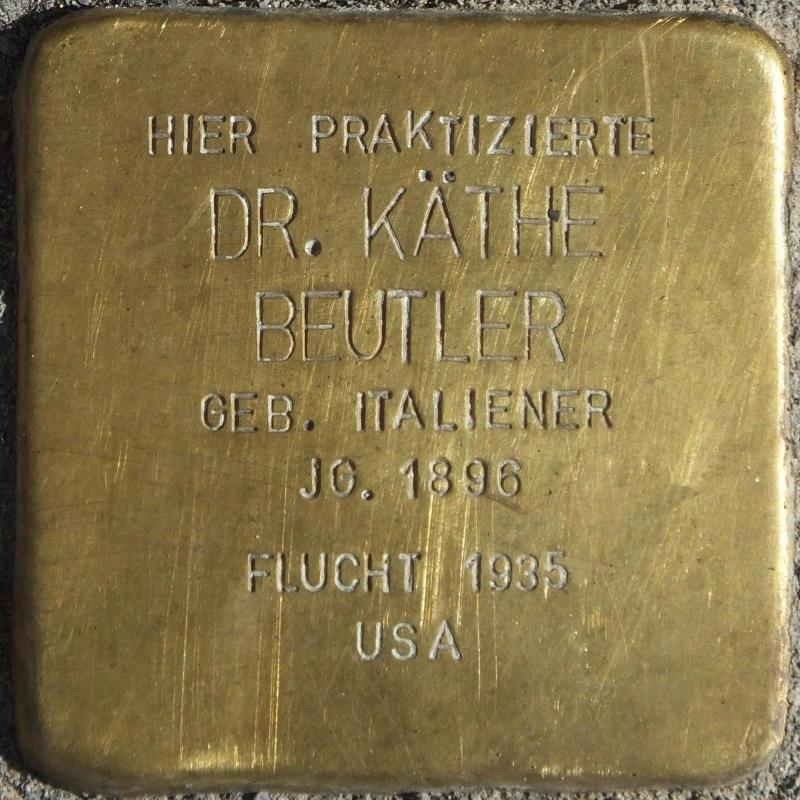 HIER PRAKTIZIERTE
DR. KÄTHE
BEUTLER
GEB. ITALIENER
JG. 1896
FLUCHT 1935
USA